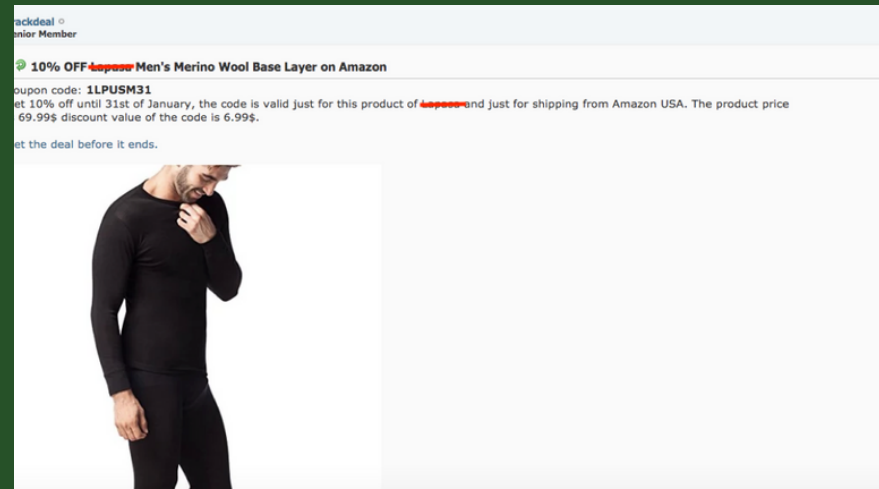 rackdeal
enior Member
10% OFF Men's Merino Wool Base Layer on Amazon
oupon code: 1LPUSM31
et 10% off until 31st of January, the code is valid just for this product of and just for shipping from Amazon USA. The product price
69.99$ discount value of the code is 6.99$.
et the deal before it ends.